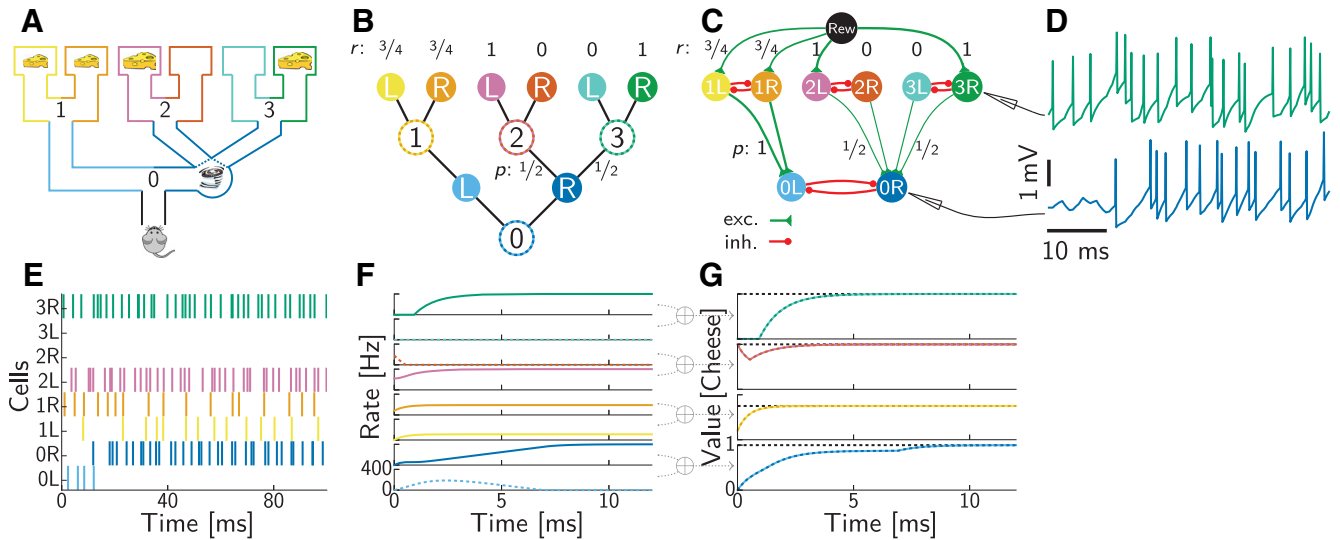 A
1
2
3
0
B
r: 3/4 3/4 1 0 0 1
L R L R L R
1 2 3
p: 1/2 1/2
L R
0
C
Rew
r: 3/4 3/4 1 0 0 1
1L 1R 2L 2R 3L 3R
p: 1 1/2 1/2
0L 0R
exc.
inh.
D
1 mV
10 ms
E
Cells
3R
3L
2R
2L
1R
1L
0R
0L
0 40 80
Time [ms]
F
Rate [Hz]
400
0
0 5 10
Time [ms]
G
Value [Cheese]
1
0
0 5 10
Time [ms]